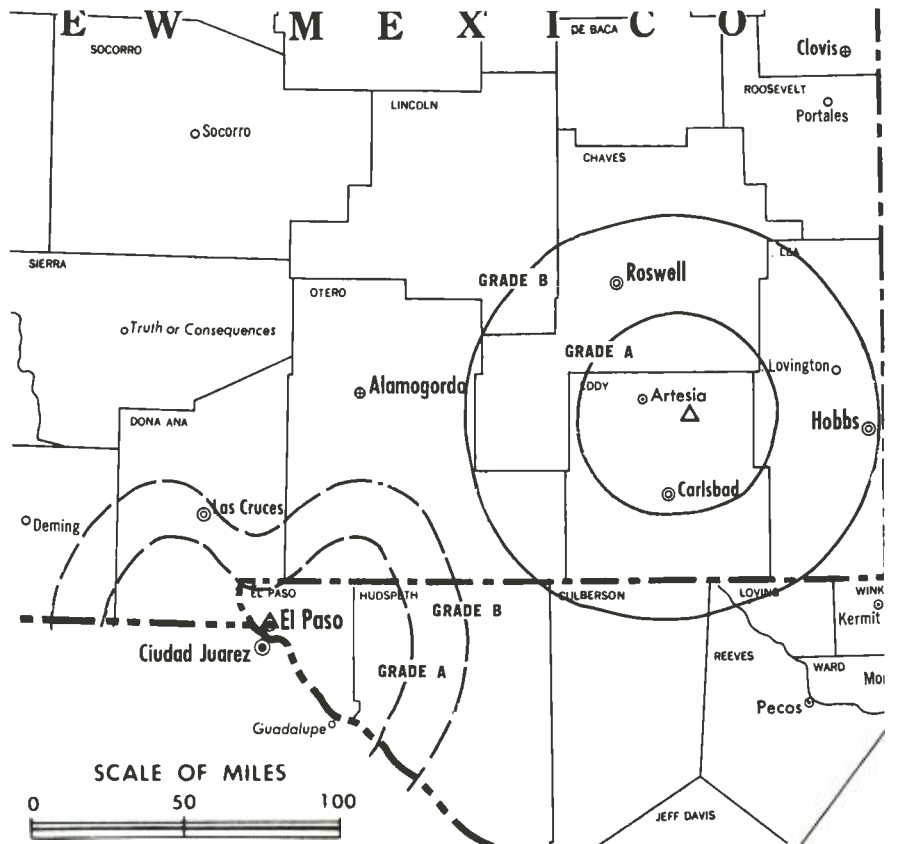 E W M E X I C O
DE BACA
SOCORRO
Clovis
ROOSEVELT
LINCOLN
Portales
Socorro
CHAVES
LEA
SIERRA
Roswell
GRADE B
OTERO
Truth or Consequences
GRADE A
Lovington
EDDY
Alamogorda
Artesia
DONA ANA
Hobbs
Carlsbad
Las Cruces
Deming
EL PASO
HUDSPETH
CULBERSON
LOVING
WINK
GRADE B
Kermit
El Paso
Ciudad Juarez
REEVES
WARD
GRADE A
Mon
Pecos
Guadalupe
SCALE OF MILES
0 50 100
JEFF DAVIS